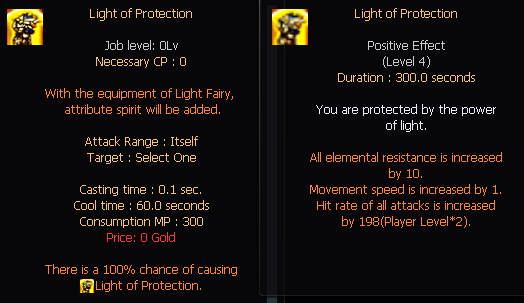 Light of Protection
Job level: 0Lv
Necessary CP : 0
With the equipment of Light Fairy,
attribute spirit will be added.
Attack Range : Itself
Target : Select One
Casting time : 0.1 sec.
Cool time : 60.0 seconds
Consumption MP : 300
Price: 0 Gold
There is a 100% chance of causing
Light of Protection.
Light of Protection
Positive Effect
(Level 4)
Duration : 300.0 seconds
You are protected by the power
of light.
All elemental resistance is increased
by 10.
Movement speed is increased by 1.
Hit rate of all attacks is increased
by 198(Player Level*2).